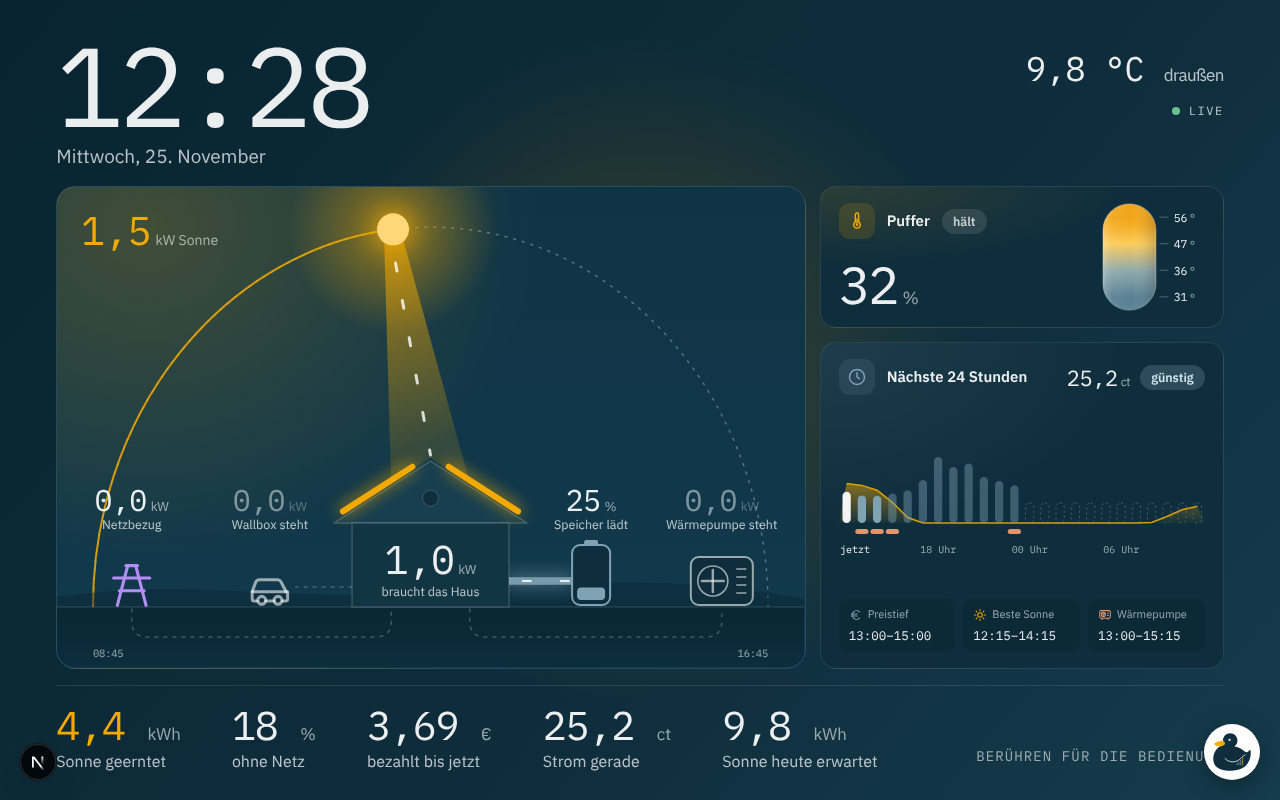 12:28
Mittwoch, 25. November
9,8 °C draußen
LIVE
1,5 kW Sonne
0,0 kW
Netzbezug
0,0 kW
Wallbox steht
1,0 kW
braucht das Haus
25 %
Speicher lädt
0,0 kW
Wärmepumpe steht
08:45
16:45
Puffer hält
32 %
56 °
47 °
36 °
31 °
Nächste 24 Stunden 25,2 ct günstig
jetzt 18 Uhr 00 Uhr 06 Uhr
Preistief
13:00–15:00
Beste Sonne
12:15–14:15
Wärmepumpe
13:00–15:15
4,4 kWh
Sonne geerntet
18 %
ohne Netz
3,69 €
bezahlt bis jetzt
25,2 ct
Strom gerade
9,8 kWh
Sonne heute erwartet
BERÜHREN FÜR DIE BEDIENU
N